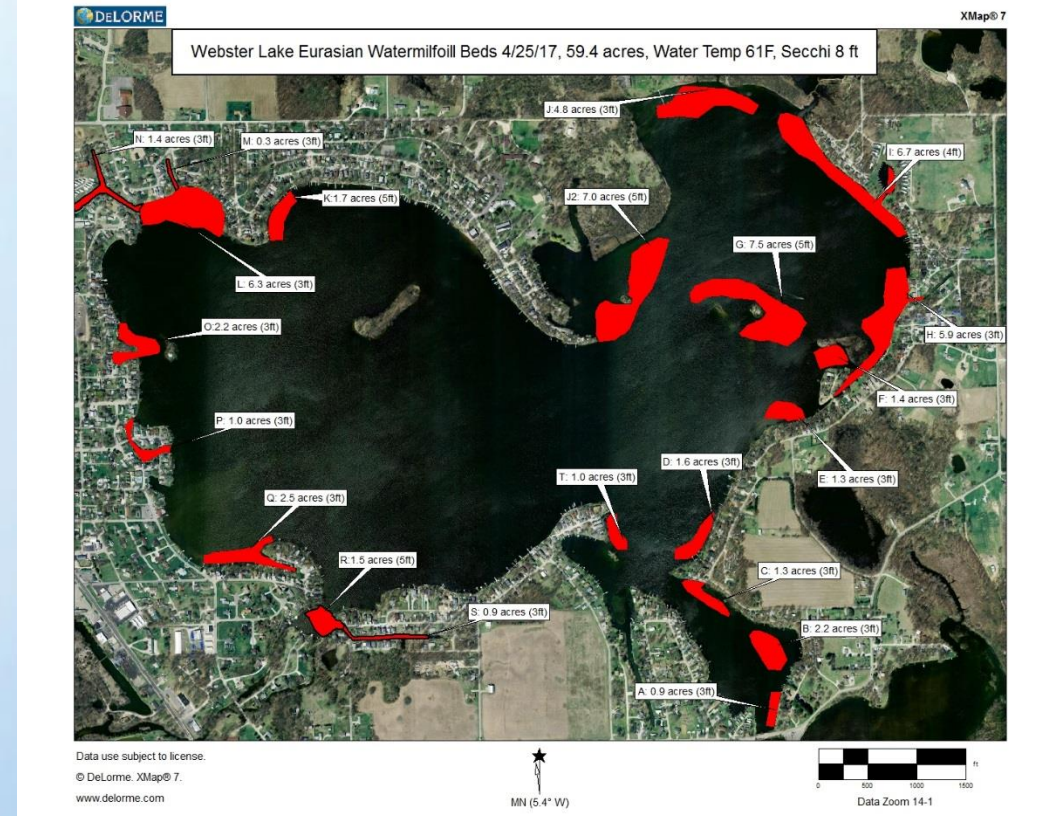 DELORME
XMap® 7
Webster Lake Eurasian Watermilfoill Beds 4/25/17, 59.4 acres, Water Temp 61F, Secchi 8 ft
J:4.8 acres (3ft)
N: 1.4 acres (3ft)
M: 0.3 acres (3ft)
I: 6.7 acres (4ft)
K:1.7 acres (5ft)
J2: 7.0 acres (5ft)
G: 7.5 acres (5ft)
L: 6.3 acres (3ft)
O:2.2 acres (3ft)
H: 5.9 acres (3ft)
F: 1.4 acres (3ft)
P: 1.0 acres (3ft)
D: 1.6 acres (3ft)
T: 1.0 acres (3ft)
E: 1.3 acres (3ft)
Q: 2.5 acres (3ft)
R:1.5 acres (5ft)
C: 1.3 acres (3ft)
S: 0.9 acres (3ft)
B: 2.2 acres (3ft)
A: 0.9 acres (3ft)
Data use subject to license.
© DeLorme. XMap® 7.
www.delorme.com
MN (5.4° W)
ft
0 500 1000 1500
Data Zoom 14-1